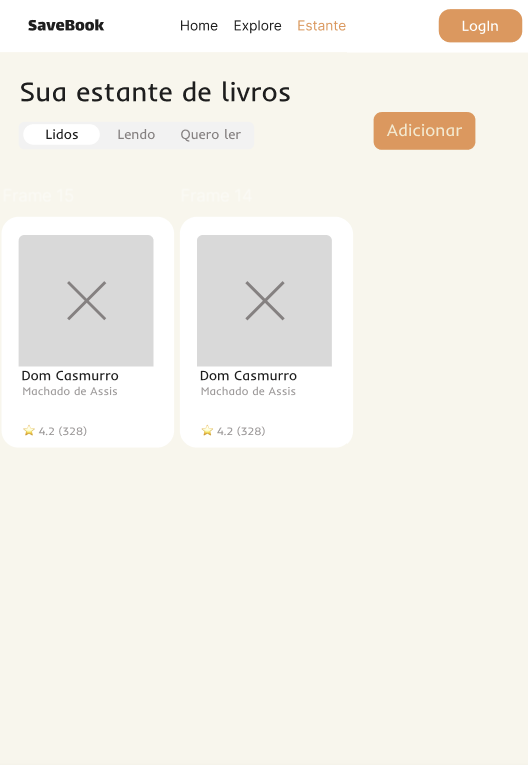 SaveBook Home Explore Estante LogIn
Sua estante de livros
Lidos Lendo Quero ler
Adicionar
Frame 15 Frame 14
Dom Casmurro
Machado de Assis
4.2 (328)
Dom Casmurro
Machado de Assis
4.2 (328)